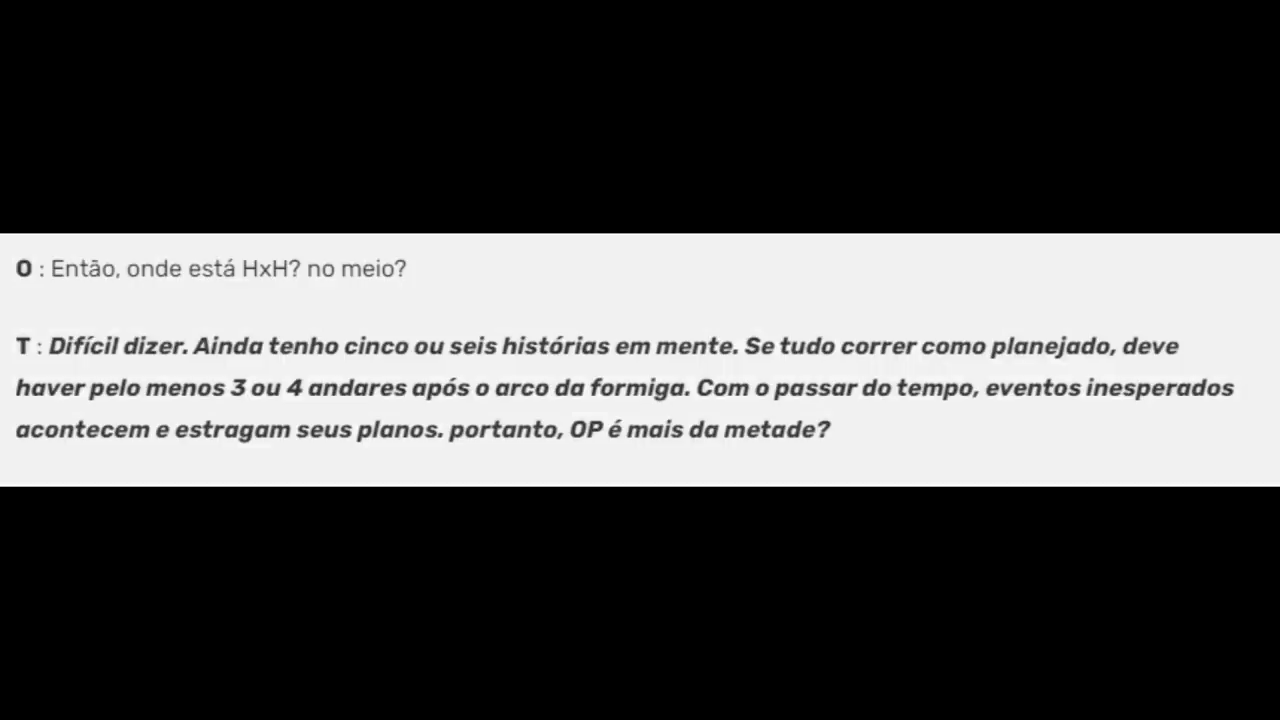 O : Então, onde está HxH? no meio?
T : Difícil dizer. Ainda tenho cinco ou seis histórias em mente. Se tudo correr como planejado, deve
haver pelo menos 3 ou 4 andares após o arco da formiga. Com o passar do tempo, eventos inesperados
acontecem e estragam seus planos. portanto, OP é mais da metade?